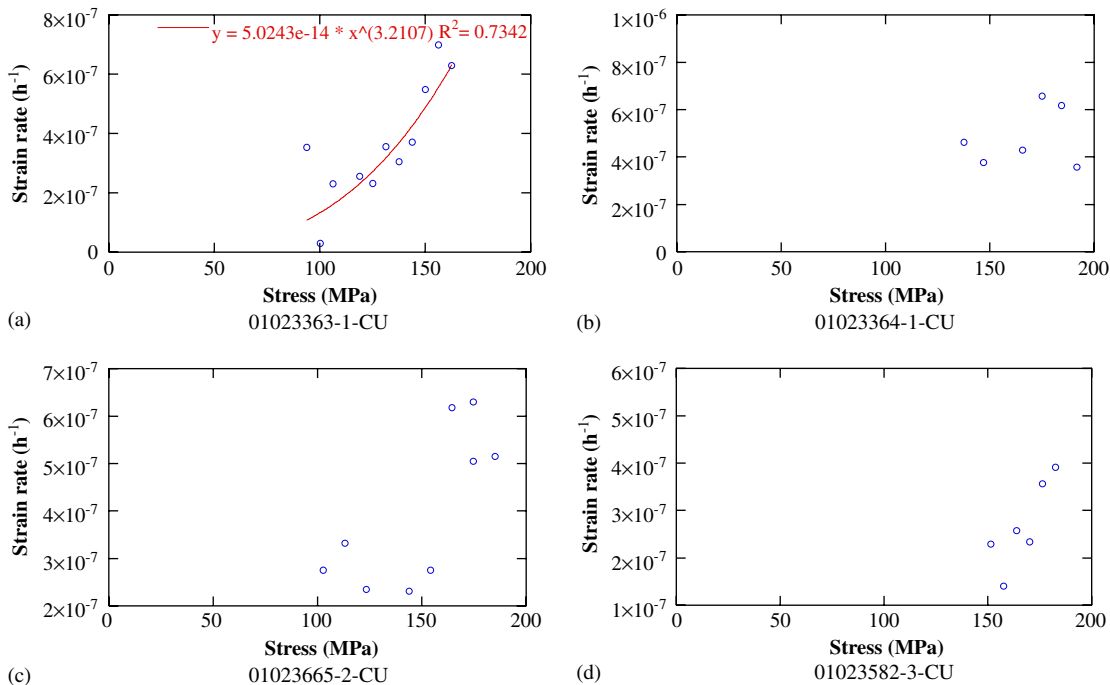 8×10-7
y = 5.0243e-14 * x^(3.2107) R2= 0.7342
6×10-7
4×10-7
2×10-7
0
0 50 100 150 200
Strain rate (h-1)
Stress (MPa)
(a) 01023363-1-CU
1×10-6
8×10-7
6×10-7
4×10-7
2×10-7
0
0 50 100 150 200
Strain rate (h-1)
Stress (MPa)
(b) 01023364-1-CU
7×10-7
6×10-7
5×10-7
4×10-7
3×10-7
2×10-7
0 50 100 150 200
Strain rate (h-1)
Stress (MPa)
(c) 01023665-2-CU
6×10-7
5×10-7
4×10-7
2×10-7
2×10-7
1×10-7
0 50 100 150 200
Strain rate (h-1)
Stress (MPa)
(d) 01023582-3-CU